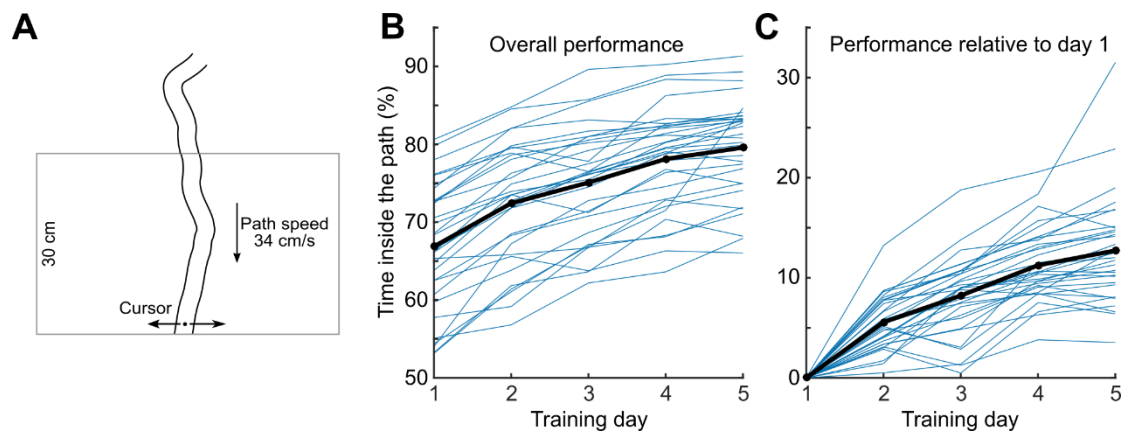 A
30 cm
Path speed
34 cm/s
Cursor
B
Overall performance
Time inside the path (%)
90
80
70
60
50
1 2 3 4 5
Training day
C
Performance relative to day 1
30
20
10
0
1 2 3 4 5
Training day